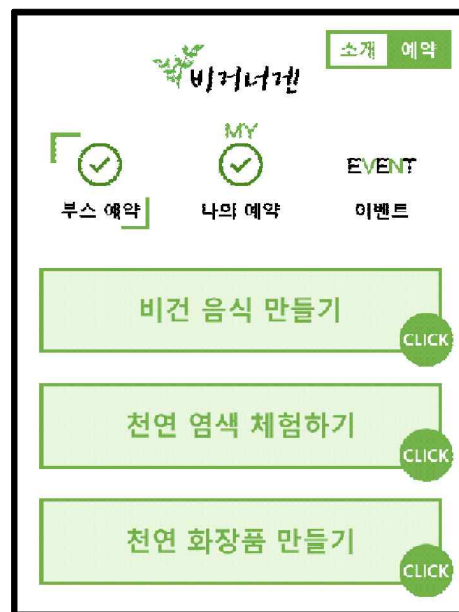 소개 예약
비거너겐
MY
EVENT
부스 예약 나의 예약 이벤트
비건 음식 만들기
CLICK
천연 염색 체험하기
CLICK
천연 화장품 만들기
CLICK